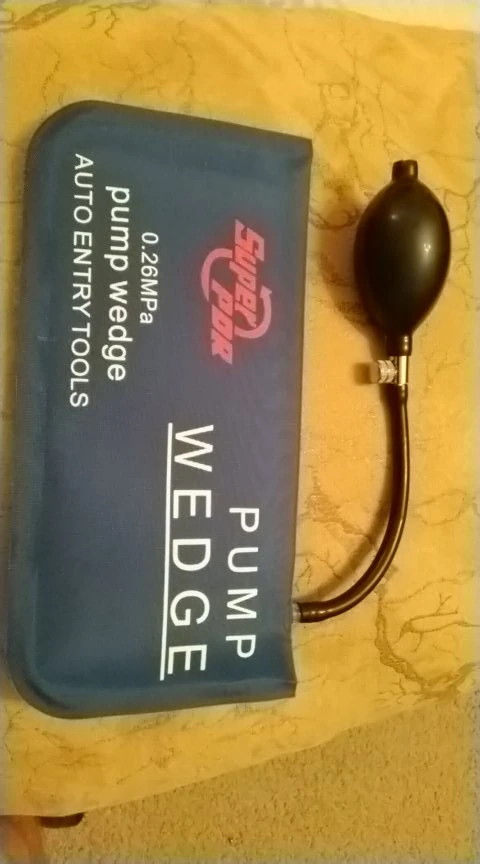 Super
PDR
PUMP
WEDGE
0.26MPa
pump wedge
AUTO ENTRY TOOLS